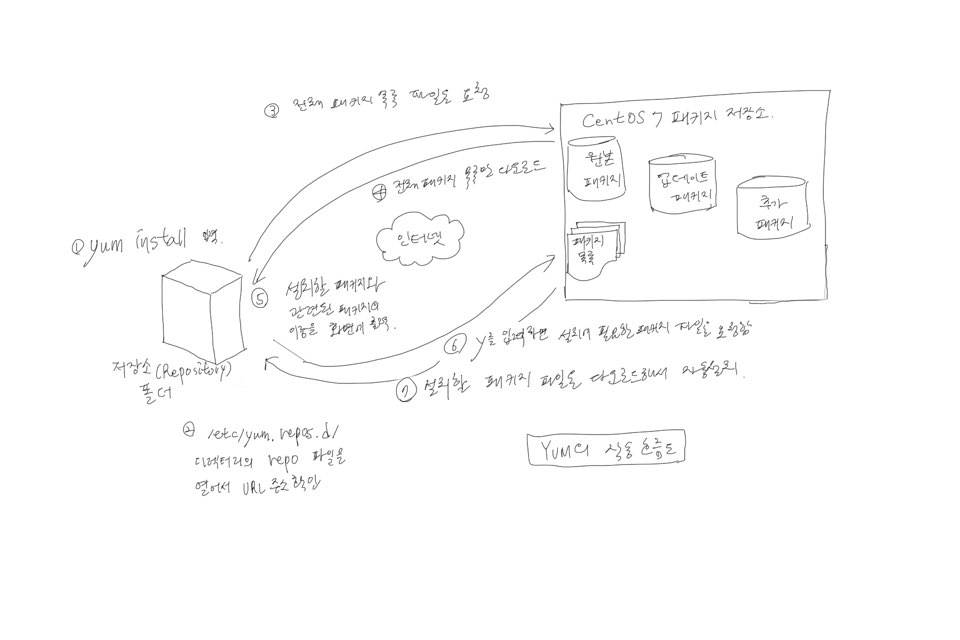 ③ 전체 패키지 목록 파일을 요청
CentOS 7 패키지 저장소.
원본
패키지
업데이트
패키지
추가
패키지
패키지
목록
④ 전체 패키지 목록만 다운로드
인터넷
① yum install 입력.
⑤ 설치할 패키지와
관련된 패키지의
이름을 화면에 출력.
⑥ y를 입력하면 설치에 필요한 패키지 파일을 요청함
⑦ 설치할 패키지 파일을 다운로드해서 자동설치.
저장소(Repository)
폴더
② /etc/yum.repos.d/
디렉터리의 repo 파일을
열어서 URL 주소확인
YUM의 작동 흐름도